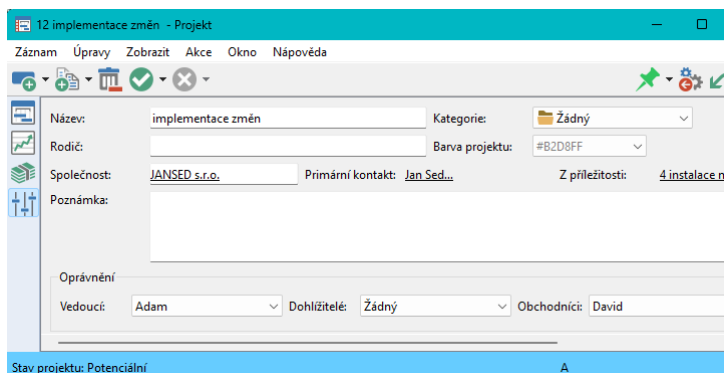 12 implementace změn - Projekt
Záznam Úpravy Zobrazit Akce Okno Nápověda
Název: implementace změn Kategorie: Žádný
Rodič: Barva projektu: #B2D8FF
Společnost: JANSED s.r.o. Primární kontakt: Jan Sed... Z příležitosti: 4 instalace n
Poznámka:
Oprávnění
Vedoucí: Adam Dohlížitelé: Žádný Obchodníci: David
Stav projektu: Potenciální A